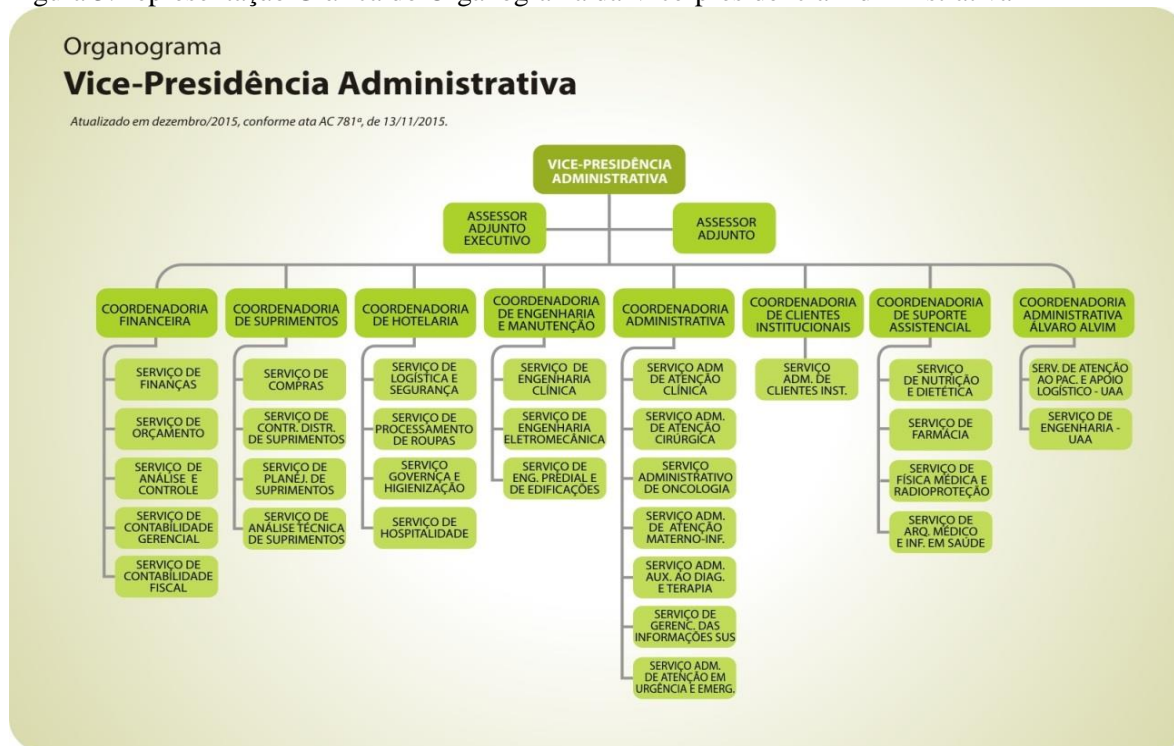 Organograma
Vice-Presidência Administrativa
Atualizado em dezembro/2015, conforme ata AC 781ª, de 13/11/2015.
VICE-PRESIDÊNCIA
ADMINISTRATIVA
ASSESSOR
ADJUNTO
EXECUTIVO
ASSESSOR
ADJUNTO
COORDENADORIA
FINANCEIRA
SERVIÇO DE
FINANÇAS
SERVIÇO DE
ORÇAMENTO
SERVIÇO DE
ANÁLISE E
CONTROLE
SERVIÇO DE
CONTABILIDADE
GERENCIAL
SERVIÇO DE
CONTABILIDADE
FISCAL
COORDENADORIA
DE SUPRIMENTOS
SERVIÇO DE
COMPRAS
SERVIÇO DE
CONTR. DISTR.
DE SUPRIMENTOS
SERVIÇO DE
PLANEJ. DE
SUPRIMENTOS
SERVIÇO DE
ANÁLISE TÉCNICA
DE SUPRIMENTOS
COORDENADORIA
DE HOTELARIA
SERVIÇO DE
LOGÍSTICA E
SEGURANÇA
SERVIÇO DE
PROCESSAMENTO
DE ROUPAS
SERVIÇO
GOVERNÇA E
HIGIENIZAÇÃO
SERVIÇO DE
HOSPITALIDADE
COORDENADORIA
DE ENGENHARIA
E MANUTENÇÃO
SERVIÇO DE
ENGENHARIA
CLÍNICA
SERVIÇO DE
ENGENHARIA
ELETROMECÂNICA
SERVIÇO DE
ENG. PREDIAL E
DE EDIFICAÇÕES
COORDENADORIA
ADMINISTRATIVA
SERVIÇO ADM
DE ATENÇÃO
CLÍNICA
SERVIÇO ADM.
DE ATENÇÃO
CIRÚRGICA
SERVIÇO
ADMINISTRATIVO
DE ONCOLOGIA
SERVIÇO ADM.
DE ATENÇÃO
MATERNO-INF.
SERVIÇO ADM.
AUX. AO DIAG.
E TERAPIA
SERVIÇO DE
GERENC. DAS
INFORMAÇÕES SUS
SERVIÇO ADM.
DE ATENÇÃO EM
URGÊNCIA E EMERG.
COORDENADORIA
DE CLIENTES
INSTITUCIONAIS
SERVIÇO
ADM. DE
CLIENTES INST.
COORDENADORIA
DE SUPORTE
ASSISTENCIAL
SERVIÇO
DE NUTRIÇÃO
E DIETÉTICA
SERVIÇO DE
FARMÁCIA
SERVIÇO DE
FÍSICA MÉDICA E
RADIOPROTEÇÃO
SERVIÇO DE
ARQ. MÉDICO
E INF. EM SAÚDE
COORDENADORIA
ADMINISTRATIVA
ÁLVARO ALVIM
SERV. DE ATENÇÃO
AO PAC. E APOIO
LOGÍSTICO - UAA
SERVIÇO DE
ENGENHARIA -
UAA